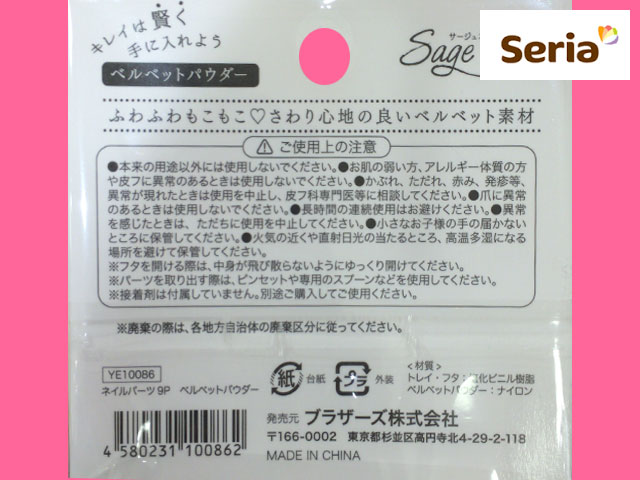 キレイは賢く
手に入れよう
ベルベットパウダー
サージュ
Sage
Seria
ふわふわもこもこ♡さわり心地の良いベルベット素材
ご使用上の注意
●本来の用途以外には使用しないでください。●お肌の弱い方、アレルギー体質の方
や皮フに異常のあるときは使用しないでください。●かぶれ、ただれ、赤み、発疹等、
異常が現れたときは使用を中止し、皮フ科専門医等に相談してください。●爪に異常
のあるときは使用しないでください。●長時間の連続使用はお避けください。●異常
を感じたときは、ただちに使用を中止してください。●小さなお子様の手の届かない
ところに保管してください。●火気の近くや直射日光の当たるところ、高温多湿になる
場所を避けて保管してください。
※フタを開ける際は、中身が飛び散らないようにゆっくり開けてください。
※パーツを取り出す際は、ピンセットや専用のスプーンなどを使用してください。
※接着剤は付属していません。別途ご購入してご使用ください。
※廃棄の際は、各地方自治体の廃棄区分に従ってください。
YE10086
ネイルパーツ9P ベルベットパウダー
紙 台紙
プラ 外装
<材質>
トレイ・フタ:化ビニル樹脂
ベルベットパウダー:ナイロン
4 580231 100862
発売元 ブラザーズ株式会社
〒166-0002 東京都杉並区高円寺北4-29-2-118
MADE IN CHINA